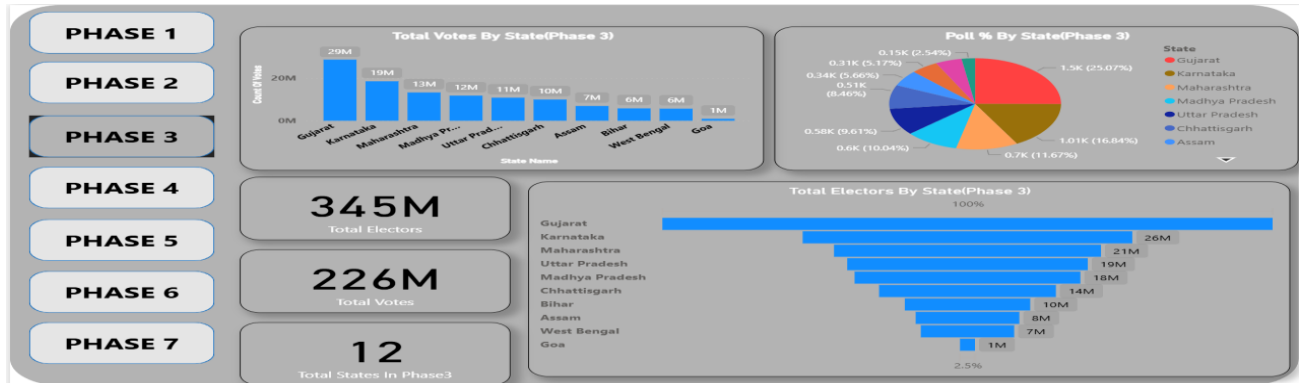 PHASE 1
PHASE 2
PHASE 3
PHASE 4
PHASE 5
PHASE 6
PHASE 7
Total Votes By State(Phase 3)
Count Of Votes
20M
0M
29M
19M
13M
12M
11M
10M
7M
6M
6M
1M
Gujarat
Karnataka
Maharashtra
Madhya Pr...
Uttar Prad...
Chhattisgarh
Assam
Bihar
West Bengal
Goa
State Name
Poll % By State(Phase 3)
0.15K (2.54%)
0.31K (5.17%)
0.34K (5.66%)
0.51K
(8.46%)
0.58K (9.61%)
0.6K (10.04%)
0.7K (11.67%)
1.01K (16.84%)
1.5K (25.07%)
State
Gujarat
Karnataka
Maharashtra
Madhya Pradesh
Uttar Pradesh
Chhattisgarh
Assam
345M
Total Electors
226M
Total Votes
12
Total States In Phase3
Total Electors By State(Phase 3)
100%
Gujarat
Karnataka 26M
Maharashtra 21M
Uttar Pradesh 19M
Madhya Pradesh 18M
Chhattisgarh 14M
Bihar 10M
Assam 8M
West Bengal 7M
Goa 1M
2.5%